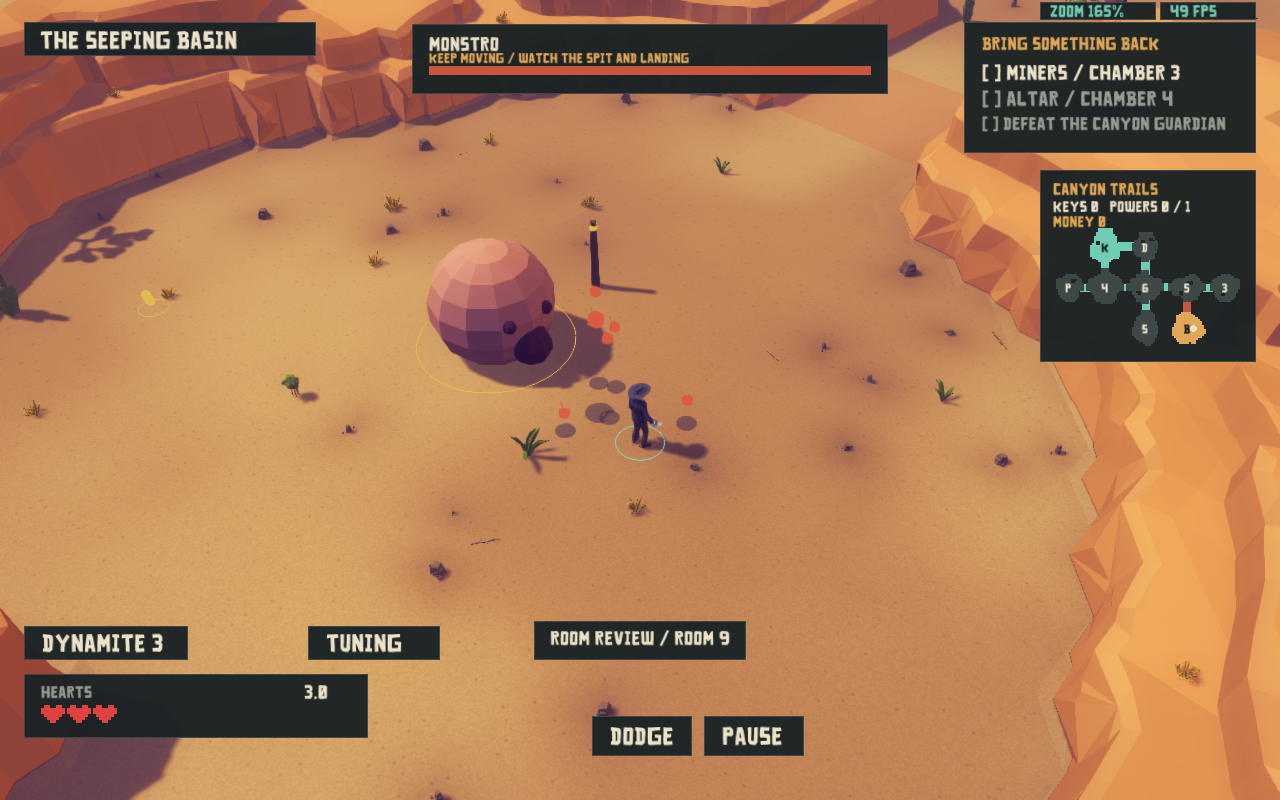 THE SEEPING BASIN
MONSTRO
KEEP MOVING / WATCH THE SPIT AND LANDING
ZOOM 165%
49 FPS
BRING SOMETHING BACK
[ ] MINERS / CHAMBER 3
[ ] ALTAR / CHAMBER 4
[ ] DEFEAT THE CANYON GUARDIAN
CANYON TRAILS
KEYS 0 POWERS 0 / 1
MONEY 0
K D
P 4 6 5 3
S B
DYNAMITE 3
TUNING
ROOM REVIEW / ROOM 9
HEARTS 3.0
DODGE
PAUSE